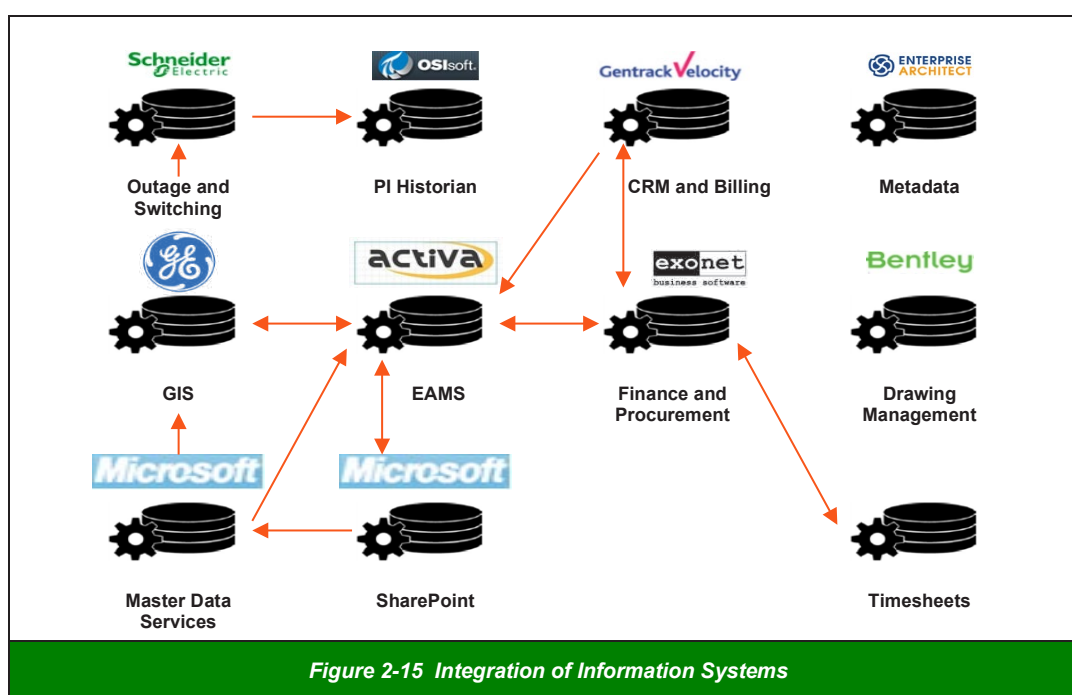 Schneider
Electric
OSIsoft.
Gentrack Velocity
ENTERPRISE
ARCHITECT
Outage and
Switching
PI Historian
CRM and Billing
Metadata
GE
activa
exonet
business software
Bentley
GIS
EAMS
Finance and
Procurement
Drawing
Management
Microsoft
Microsoft
Master Data
Services
SharePoint
Timesheets
Figure 2-15 Integration of Information Systems